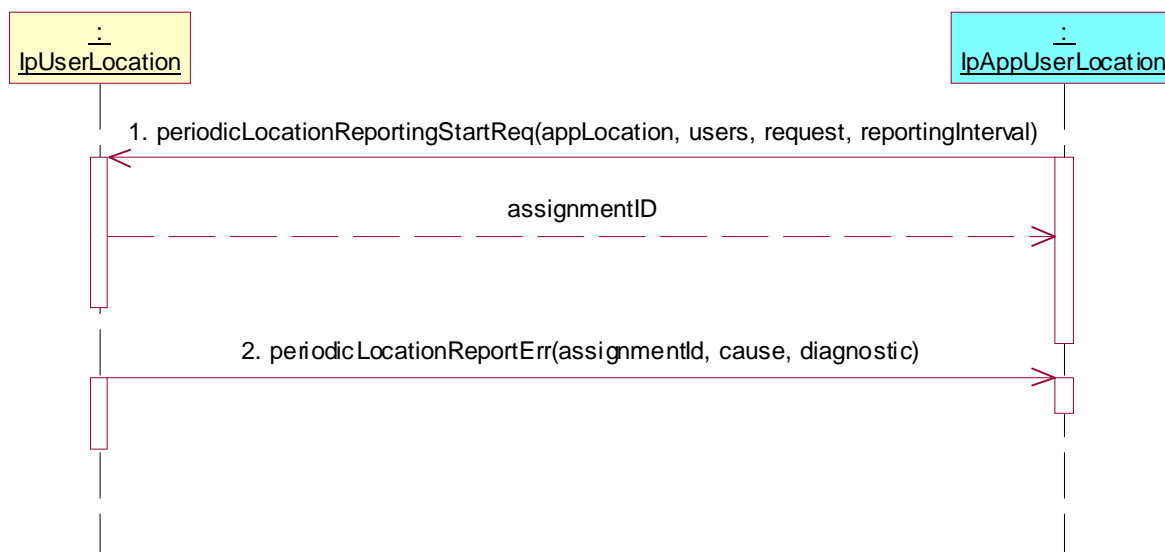 :
IpUserLocation
:
IpAppUserLocation
1. periodicLocationReportingStartReq(appLocation, users, request, reportingInterval)
assignmentID
2. periodicLocationReportErr(assignmentId, cause, diagnostic)